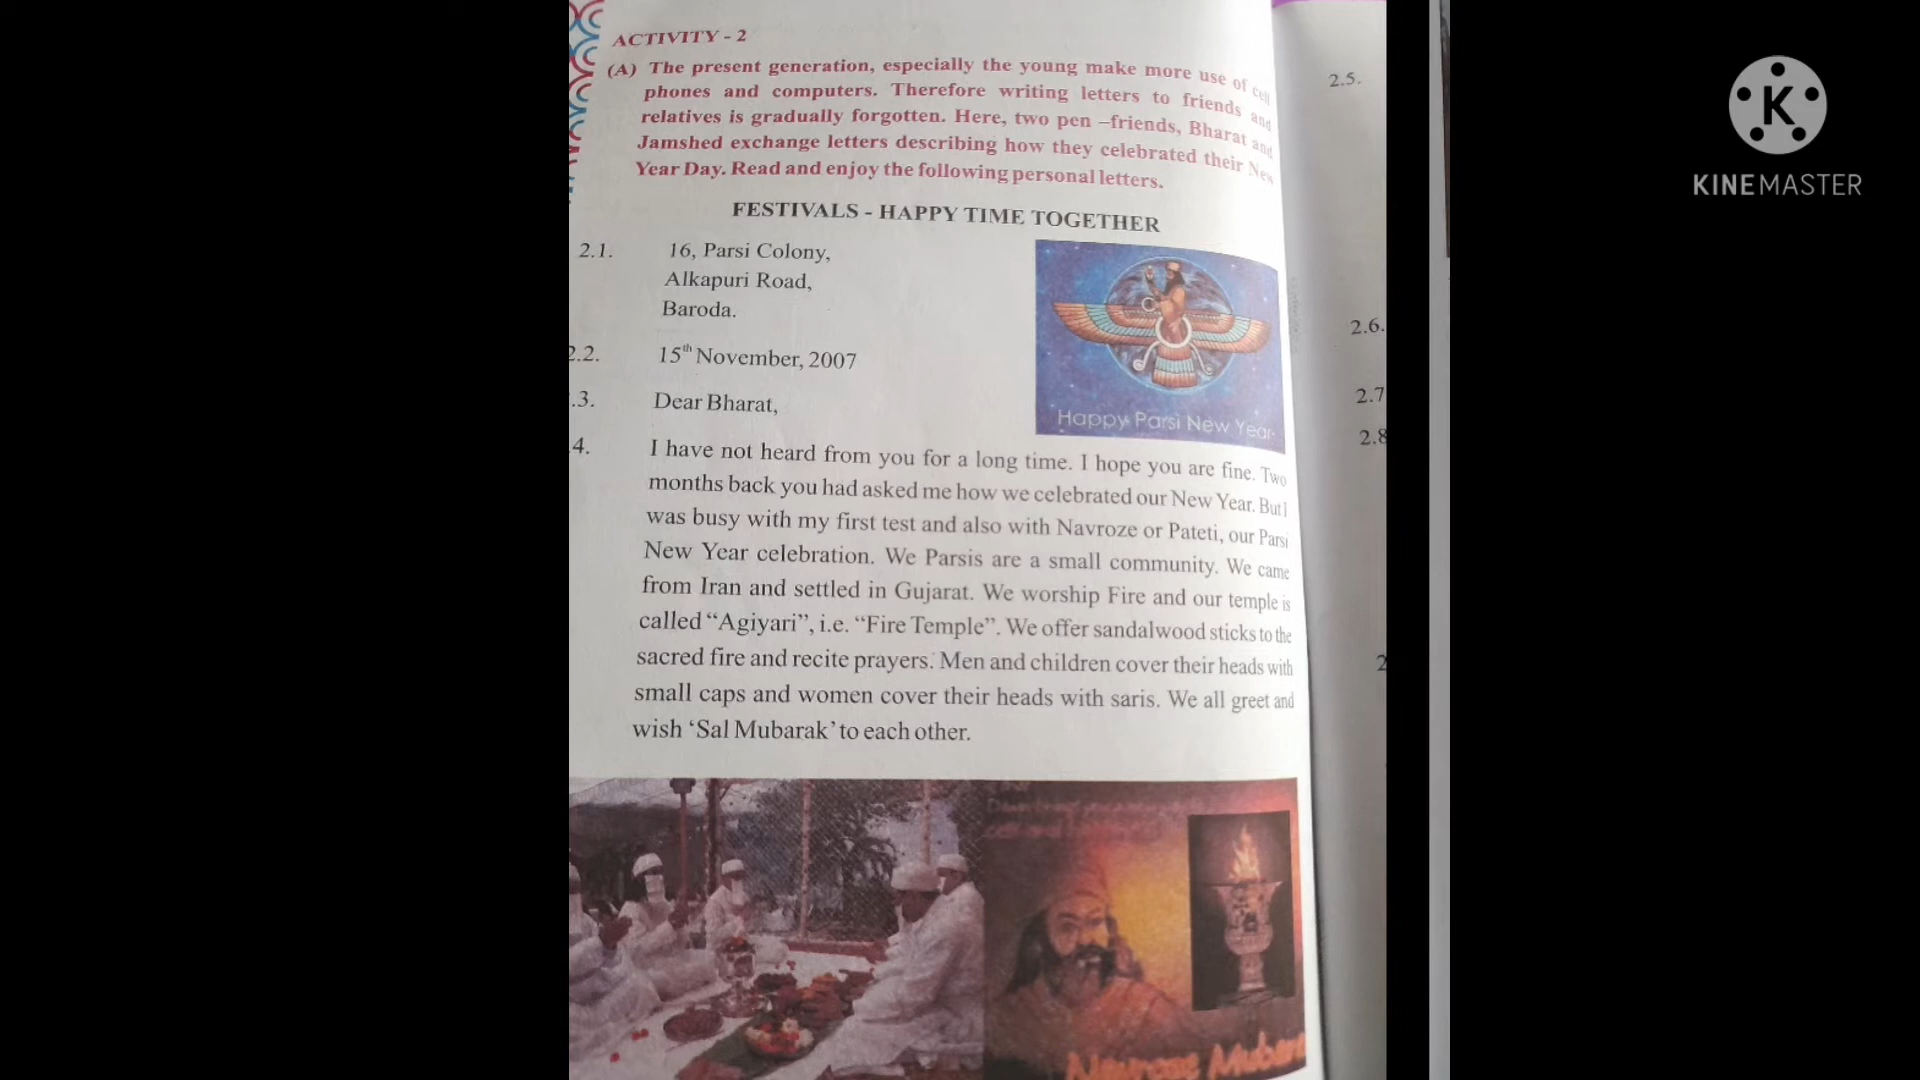 ACTIVITY - 2
(A) The present generation, especially the young make more use of cell
phones and computers. Therefore writing letters to friends and
relatives is gradually forgotten. Here, two pen –friends, Bharat and
Jamshed exchange letters describing how they celebrated their New
Year Day. Read and enjoy the following personal letters.
FESTIVALS - HAPPY TIME TOGETHER
2.1. 16, Parsi Colony,
Alkapuri Road,
Baroda.
2.2. 15th November, 2007
.3. Dear Bharat,
Happy Parsi New Year
4. I have not heard from you for a long time. I hope you are fine. Two
months back you had asked me how we celebrated our New Year. But I
was busy with my first test and also with Navroze or Pateti, our Parsi
New Year celebration. We Parsis are a small community. We came
from Iran and settled in Gujarat. We worship Fire and our temple is
called “Agiyari”, i.e. “Fire Temple”. We offer sandalwood sticks to the
sacred fire and recite prayers. Men and children cover their heads with
small caps and women cover their heads with saris. We all greet and
wish ‘Sal Mubarak’ to each other.
2.5.
2.6.
2.7
2.8
2
K
KINEMASTER